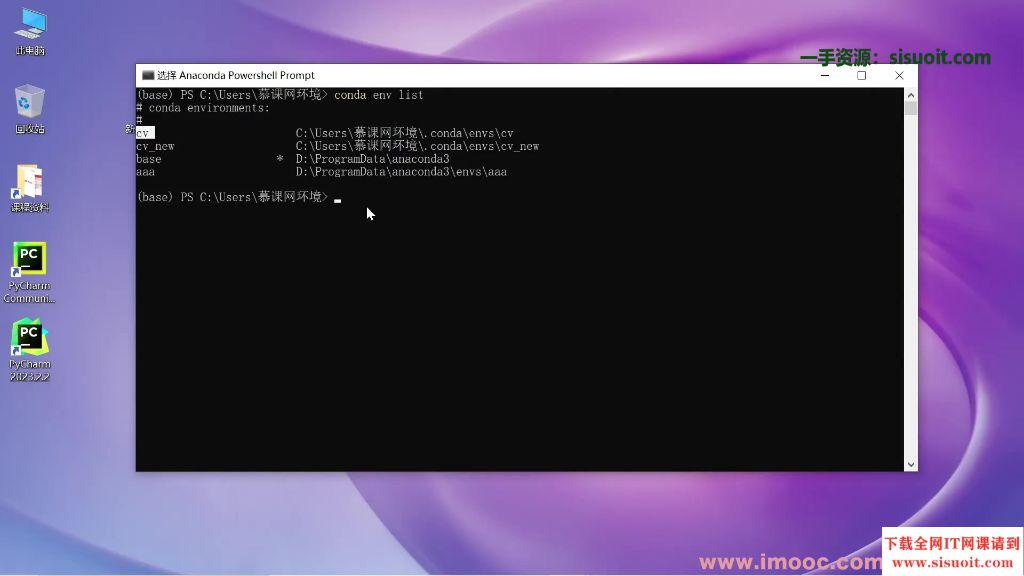 此电脑
回收站
课程资料
PC
PyCharm
Communi...
PC
PyCharm
2023.2.2
新
一手资源：sisuoit.com
选择 Anaconda Powershell Prompt
(base) PS C:\Users\慕课网环境> conda env list
# conda environments:
#
cv                       C:\Users\慕课网环境\.conda\envs\cv
cv_new                   C:\Users\慕课网环境\.conda\envs\cv_new
base                  *  D:\ProgramData\anaconda3
aaa                      D:\ProgramData\anaconda3\envs\aaa
(base) PS C:\Users\慕课网环境>
www.imooc.com
下载全网IT网课请到
www.sisuoit.com